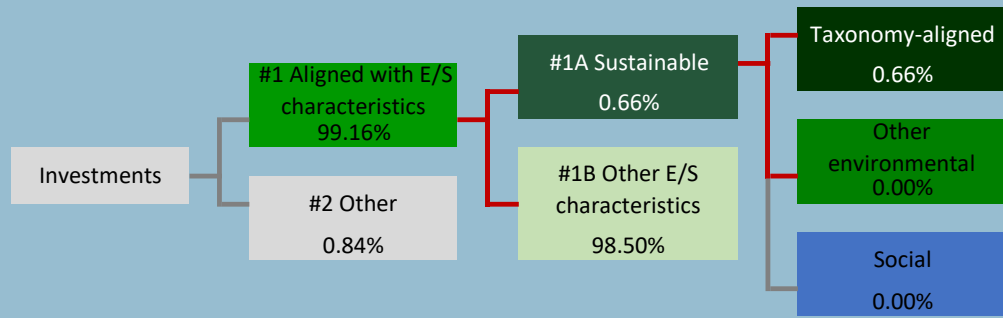 Investments
#1 Aligned with E/S
characteristics
99.16%
#2 Other
0.84%
#1A Sustainable
0.66%
#1B Other E/S
characteristics
98.50%
Taxonomy-aligned
0.66%
Other
environmental
0.00%
Social
0.00%